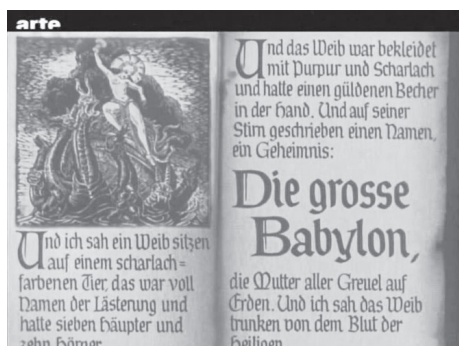 arte
Und ich sah ein Weib sitzen
auf einem scharlach=
farbenen Tier, das war voll
Namen der Lästerung und
hatte sieben Häupter und
zehn Hörner
Und das Weib war bekleidet
mit Purpur und Scharlach
und hatte einen güldenen Becher
in der Hand. Und auf seiner
Stirn geschrieben einen Namen,
ein Geheimnis:
Die grosse
Babylon,
die Mutter aller Greuel auf
Erden. Und ich sah das Weib
trunken von dem Blut der
Heiligen